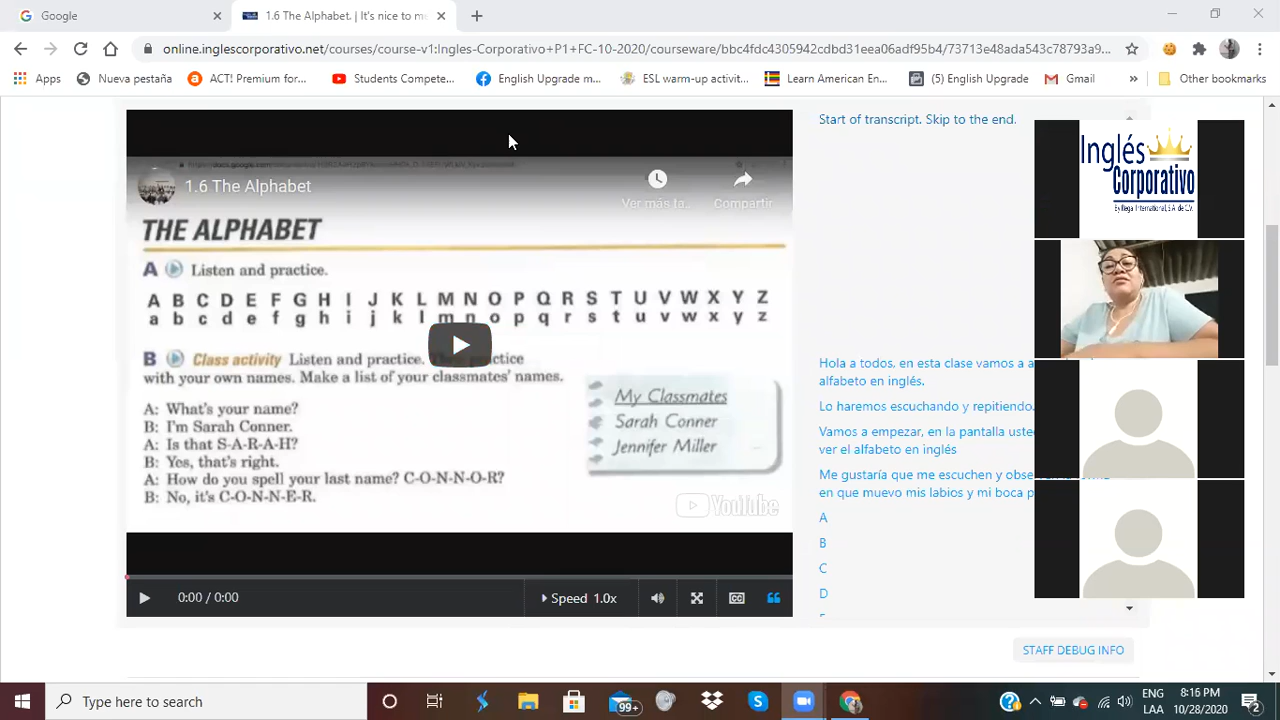 Google
1.6 The Alphabet. | It's nice to m
online.inglescorporativo.net/courses/course-v1:Ingles-Corporativo+P1+FC-10-2020/courseware/bbc4fdc4305942cdbd31eea06adf95b4/73713e48ada543c78793a9...
Apps
Nueva pestaña
ACT! Premium for...
Students Compete...
English Upgrade m...
ESL warm-up activit...
Learn American En...
(5) English Upgrade
Gmail
»
Other bookmarks
1.6 The Alphabet
Ver más ta...
Compartir
THE ALPHABET
A Listen and practice.
A B C D E F G H I J K L M N O P Q R S T U V W X Y Z
a b c d e f g h i j k l m n o p q r s t u v w x y z
B Class activity Listen and practice. Then practice
with your own names. Make a list of your classmates' names.
A: What's your name?
B: I'm Sarah Conner.
A: Is that S-A-R-A-H?
B: Yes, that's right.
A: How do you spell your last name? C-O-N-N-O-R?
B: No, it's C-O-N-N-E-R.
My Classmates
Sarah Conner
Jennifer Miller
YouTube
0:00 / 0:00
Speed 1.0x
CC
Start of transcript. Skip to the end.
Hola a todos, en esta clase vamos a a
alfabeto en inglés.
Lo haremos escuchando y repitiendo.
Vamos a empezar, en la pantalla uste
ver el alfabeto en inglés
Me gustaría que me escuchen y obse
en que muevo mis labios y mi boca p
A
B
C
D
Inglés
Corporativo
STAFF DEBUG INFO
Type here to search
99+
ENG
LAA
8:16 PM
10/28/2020
2